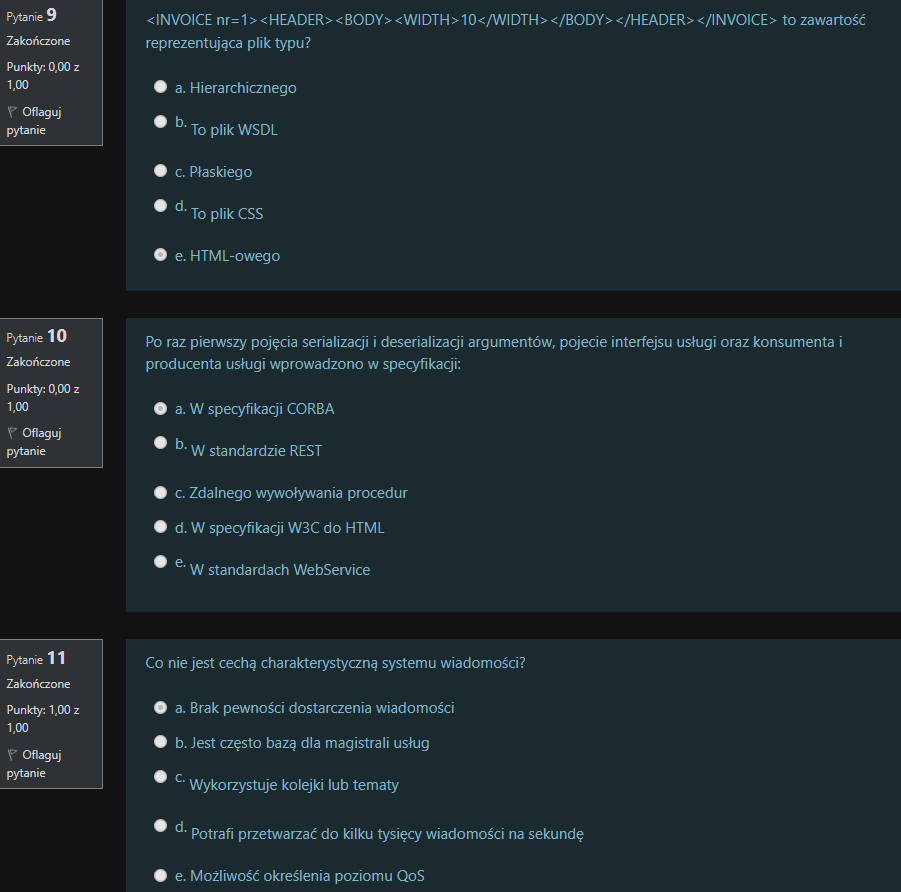 Pytanie 9
Zakończone
Punkty: 0,00 z
1,00
Oflaguj
pytanie
<INVOICE nr=1><HEADER><BODY><WIDTH>10</WIDTH></BODY></HEADER></INVOICE> to zawartość
reprezentująca plik typu?
a. Hierarchicznego
b. To plik WSDL
c. Płaskiego
d. To plik CSS
e. HTML-owego
Pytanie 10
Zakończone
Punkty: 0,00 z
1,00
Oflaguj
pytanie
Po raz pierwszy pojęcia serializacji i deserializacji argumentów, pojecie interfejsu usługi oraz konsumenta i
producenta usługi wprowadzono w specyfikacji:
a. W specyfikacji CORBA
b. W standardzie REST
c. Zdalnego wywoływania procedur
d. W specyfikacji W3C do HTML
e. W standardach WebService
Pytanie 11
Zakończone
Punkty: 1,00 z
1,00
Oflaguj
pytanie
Co nie jest cechą charakterystyczną systemu wiadomości?
a. Brak pewności dostarczenia wiadomości
b. Jest często bazą dla magistrali usług
c. Wykorzystuje kolejki lub tematy
d. Potrafi przetwarzać do kilku tysięcy wiadomości na sekundę
e. Możliwość określenia poziomu QoS